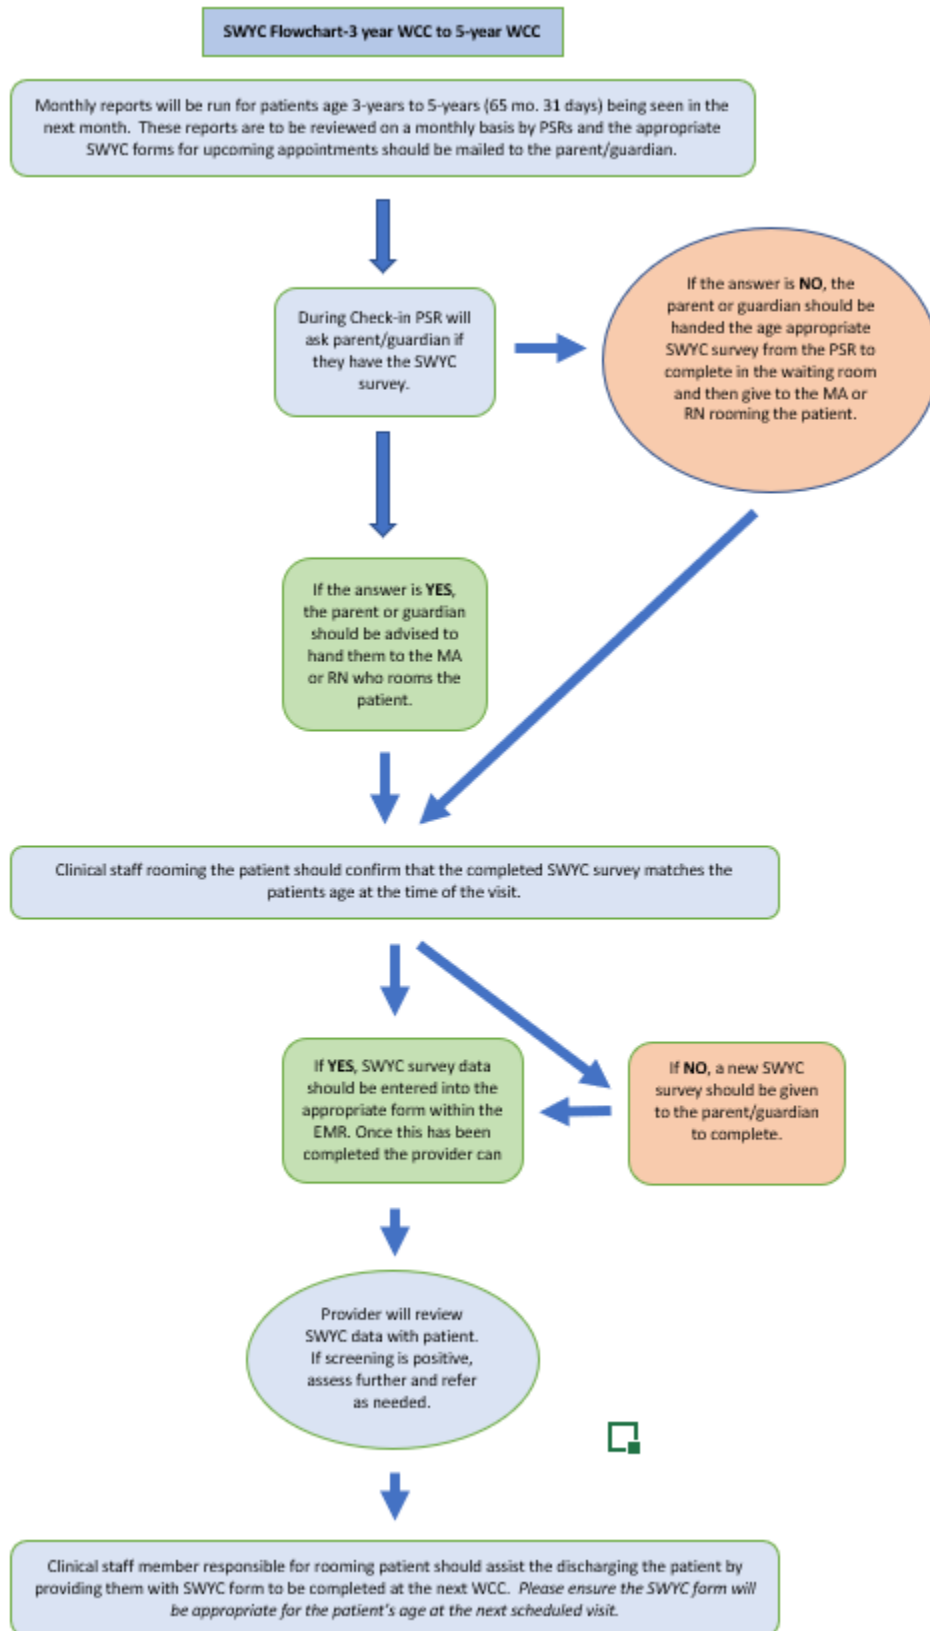 SWYC Flowchart-3 year WCC to 5-year WCC
Monthly reports will be run for patients age 3-years to 5-years (65 mo. 31 days) being seen in the
next month. These reports are to be reviewed on a monthly basis by PSRs and the appropriate
SWYC forms for upcoming appointments should be mailed to the parent/guardian.
During Check-in PSR will
ask parent/guardian if
they have the SWYC
survey.
If the answer is NO, the
parent or guardian should be
handed the age appropriate
SWYC survey from the PSR to
complete in the waiting room
and then give to the MA or
RN rooming the patient.
If the answer is YES,
the parent or guardian
should be advised to
hand them to the MA
or RN who rooms the
patient.
Clinical staff rooming the patient should confirm that the completed SWYC survey matches the
patients age at the time of the visit.
If YES, SWYC survey data
should be entered into the
appropriate form within the
EMR. Once this has been
completed the provider can
If NO, a new SWYC
survey should be given
to the parent/guardian
to complete.
Provider will review
SWYC data with patient.
If screening is positive,
assess further and refer
as needed.
Clinical staff member responsible for rooming patient should assist the discharging the patient by
providing them with SWYC form to be completed at the next WCC. Please ensure the SWYC form will
be appropriate for the patient's age at the next scheduled visit.